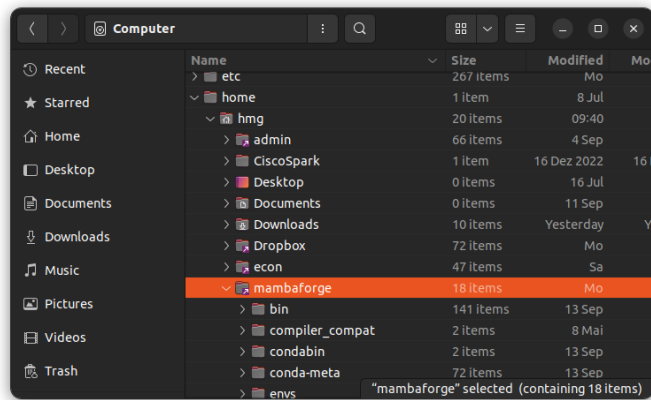 Computer
Recent
Starred
Home
Desktop
Documents
Downloads
Music
Pictures
Videos
Trash
Name Size Modified Mo
etc 267 items Mo
home 1 item 8 Jul
hmg 20 items 09:40
admin 66 items 4 Sep
CiscoSpark 1 item 16 Dez 2022 16
Desktop 0 items 16 Jul
Documents 0 items 11 Sep
Downloads 10 items Yesterday Y
Dropbox 72 items Mo
econ 47 items Sa
mambaforge 18 items Mo
bin 141 items 13 Sep
compiler_compat 2 items 8 Mai
condabin 2 items 13 Sep
conda-meta 72 items 13 Sep
envs
“mambaforge” selected (containing 18 items)